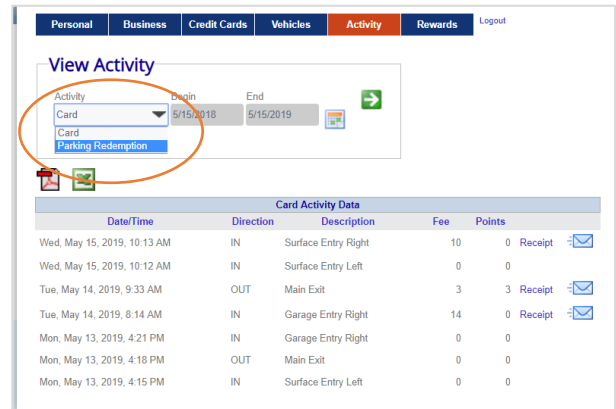 Personal Business Credit Cards Vehicles Activity Rewards Logout
View Activity
Activity Begin End
Card 5/15/2018 5/15/2019
Card
Parking Redemption
Card Activity Data
Date/Time Direction Description Fee Points
Wed, May 15, 2019, 10:13 AM IN Surface Entry Right 10 0 Receipt
Wed, May 15, 2019, 10:12 AM IN Surface Entry Left 0 0
Tue, May 14, 2019, 9:33 AM OUT Main Exit 3 3 Receipt
Tue, May 14, 2019, 8:14 AM IN Garage Entry Right 14 0 Receipt
Mon, May 13, 2019, 4:21 PM IN Garage Entry Right 0 0
Mon, May 13, 2019, 4:18 PM OUT Main Exit 0 0
Mon, May 13, 2019, 4:15 PM IN Surface Entry Left 0 0